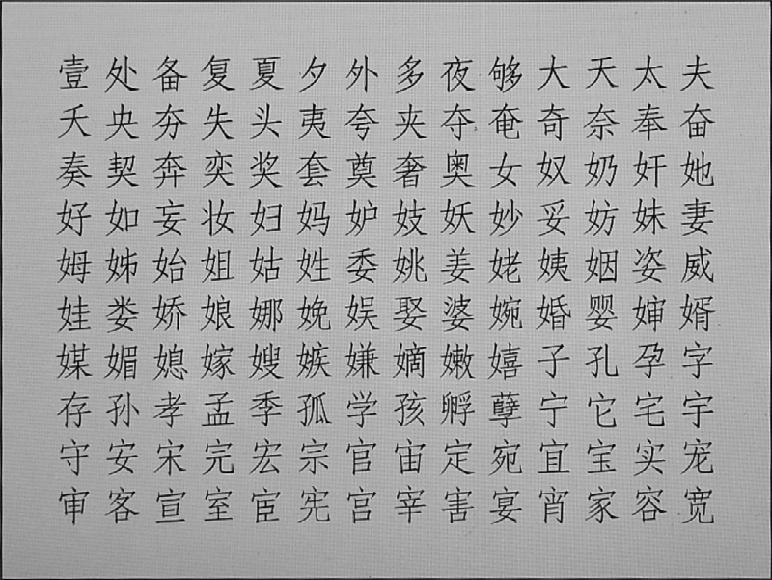 壹处备复夏夕外多夜够大天太夫
夭央夯失头夷夸夹夺奄奇奈奉奋
奏契奔奕奖套奠奢奥女奴奶奸她
好如妄妆妇妈妒妓妖妙妥妨妹妻
姆姊始姐姑姓委姚姜姥姨姻姿威
娃娄娇娘娜娩娱娶婆婉婚婴婶婿
媒媚媳嫁嫂嫉嫌嫡嫩嬉子孔孕字
存孙孝孟季孤学孩孵孽宁它宅宇
守安宋完宏宗官宙定宛宜宝实宠
审客宣室宦宪宫宰害宴宵家容宽